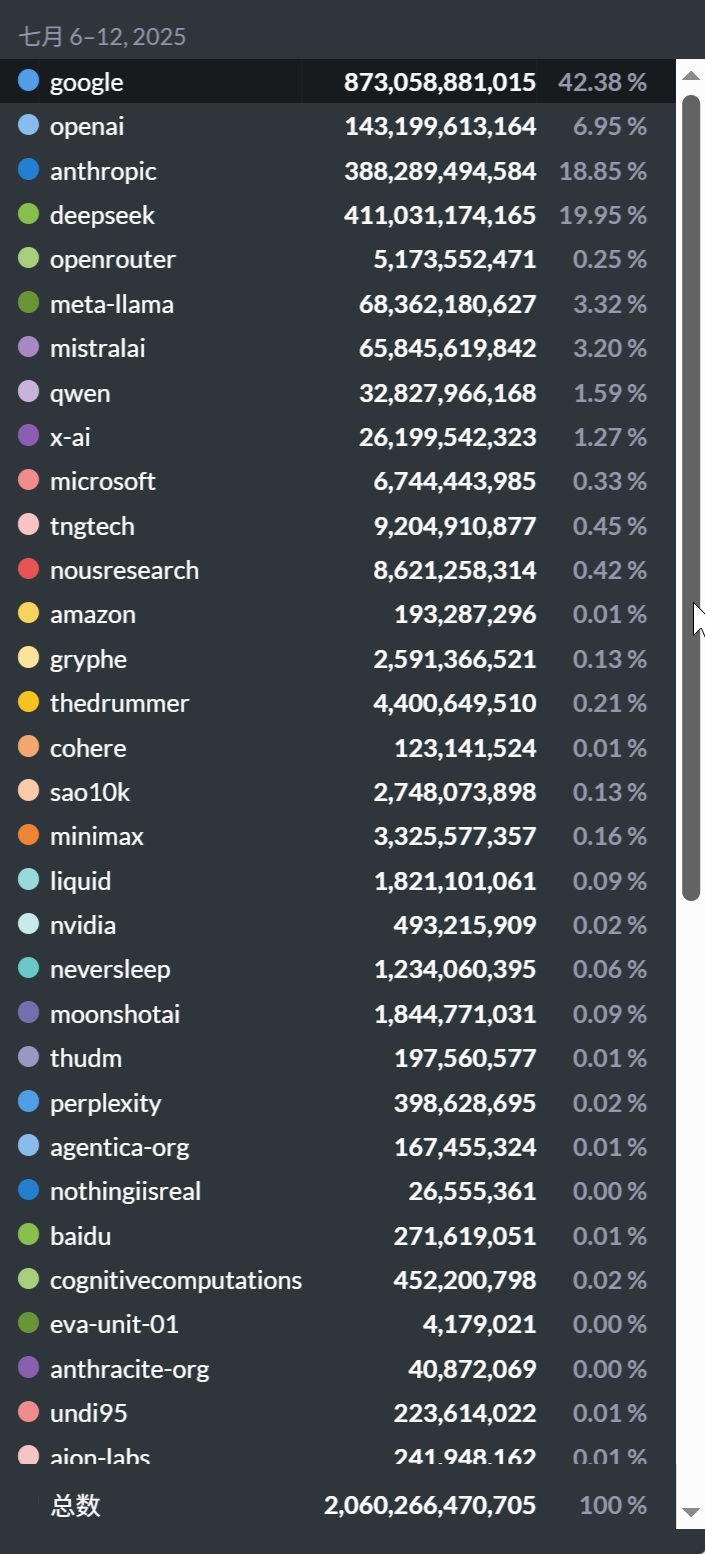 七月 6–12, 2025
google 873,058,881,015 42.38 %
openai 143,199,613,164 6.95 %
anthropic 388,289,494,584 18.85 %
deepseek 411,031,174,165 19.95 %
openrouter 5,173,552,471 0.25 %
meta-llama 68,362,180,627 3.32 %
mistralai 65,845,619,842 3.20 %
qwen 32,827,966,168 1.59 %
x-ai 26,199,542,323 1.27 %
microsoft 6,744,443,985 0.33 %
tngtech 9,204,910,877 0.45 %
nousresearch 8,621,258,314 0.42 %
amazon 193,287,296 0.01 %
gryphe 2,591,366,521 0.13 %
thedrummer 4,400,649,510 0.21 %
cohere 123,141,524 0.01 %
sao10k 2,748,073,898 0.13 %
minimax 3,325,577,357 0.16 %
liquid 1,821,101,061 0.09 %
nvidia 493,215,909 0.02 %
neversleep 1,234,060,395 0.06 %
moonshotai 1,844,771,031 0.09 %
thudm 197,560,577 0.01 %
perplexity 398,628,695 0.02 %
agentica-org 167,455,324 0.01 %
nothingiisreal 26,555,361 0.00 %
baidu 271,619,051 0.01 %
cognitivecomputations 452,200,798 0.02 %
eva-unit-01 4,179,021 0.00 %
anthracite-org 40,872,069 0.00 %
undi95 223,614,022 0.01 %
aion-labs 241,948,162 0.01 %
总数 2,060,266,470,705 100 %